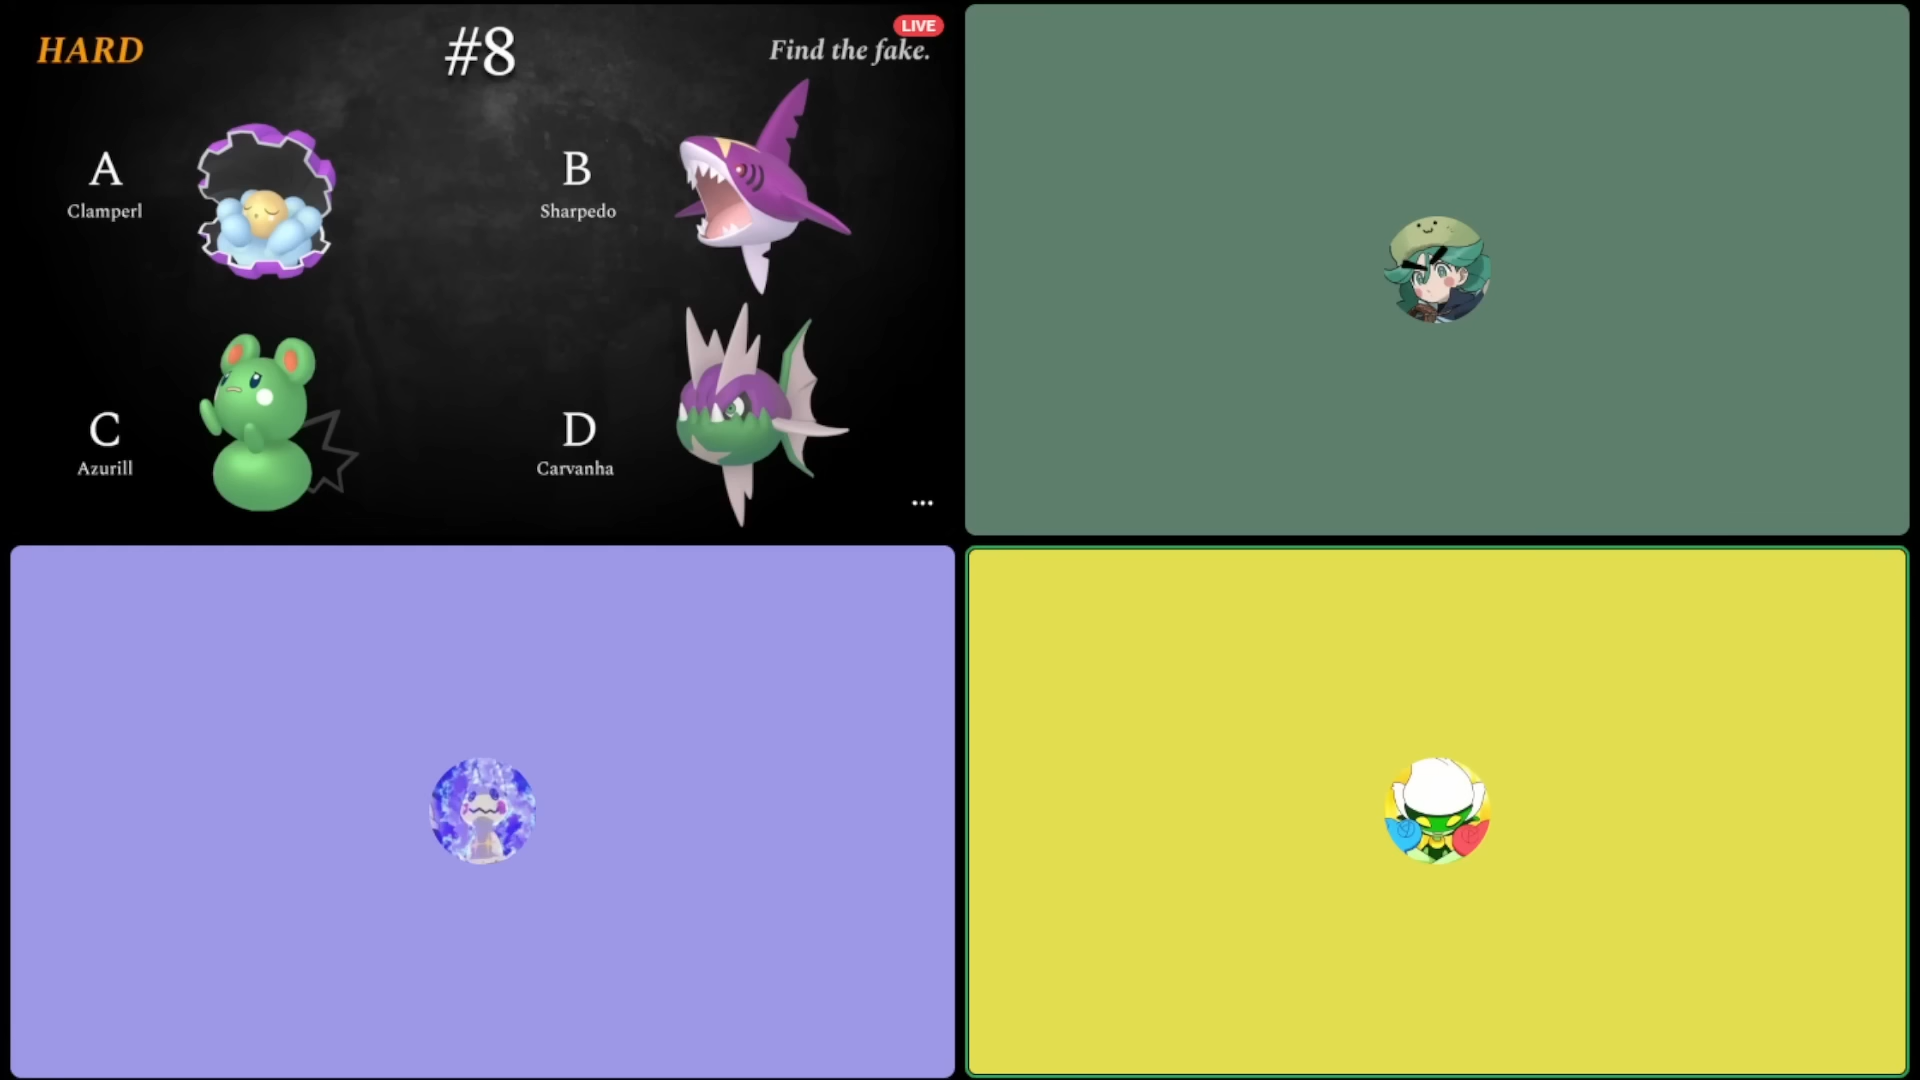 HARD
#8
LIVE
Find the fake.
A
Clamperl
B
Sharpedo
C
Azurill
D
Carvanha
...